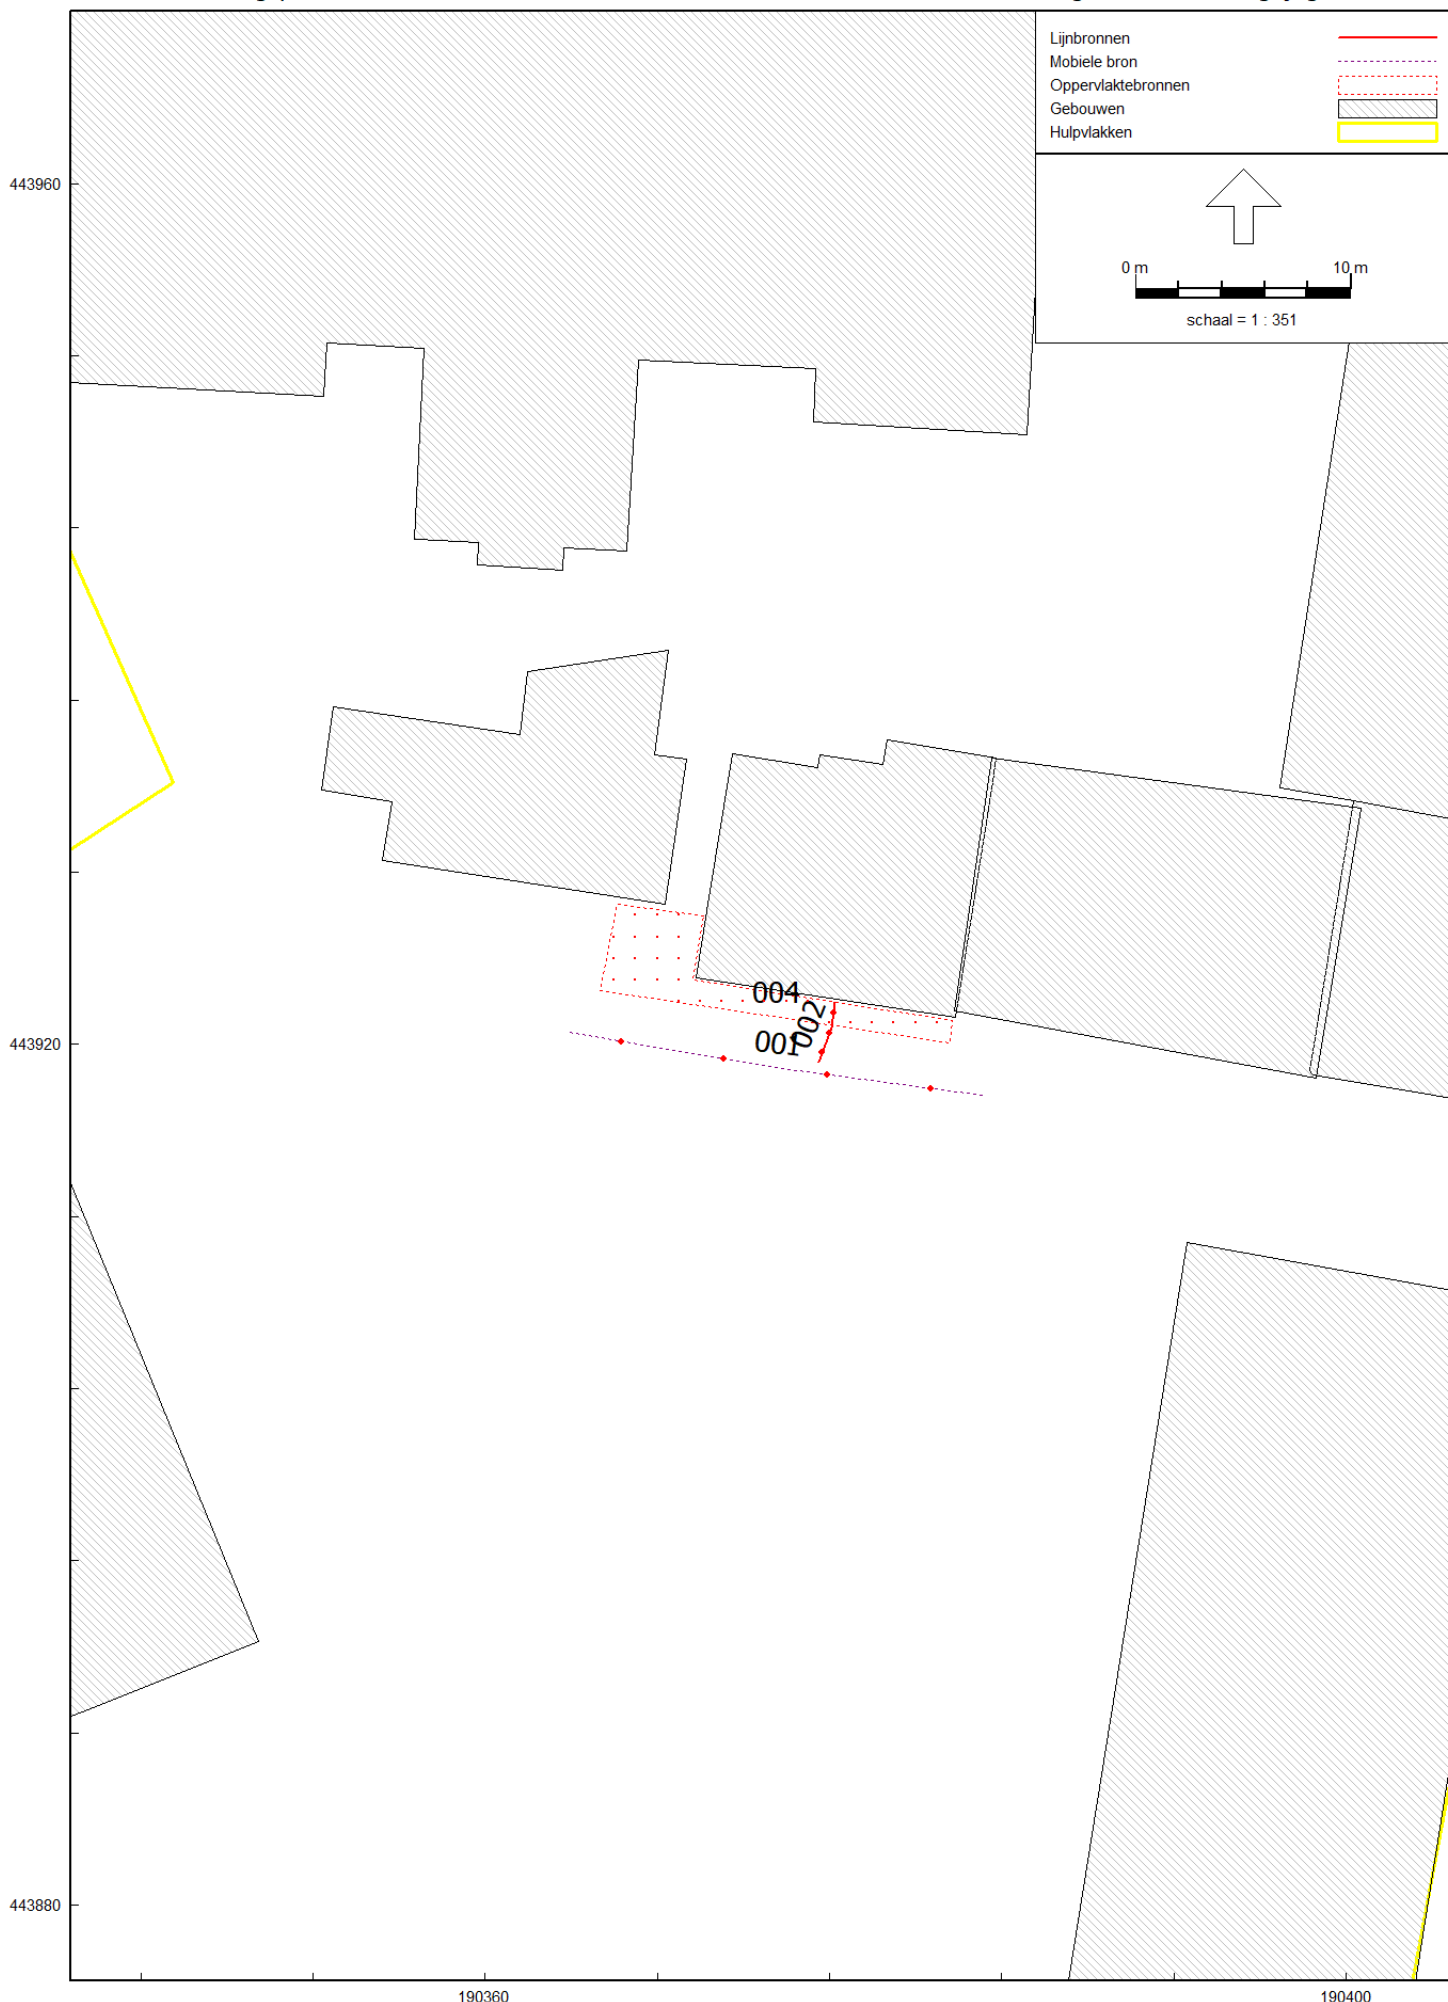 Lijnbronnen
Mobiele bron
Oppervlaktebronnen
Gebouwen
Hulpvlakken
443960
0 m 10 m
schaal = 1 : 351
004
002
001
443920
443880
190360 190400